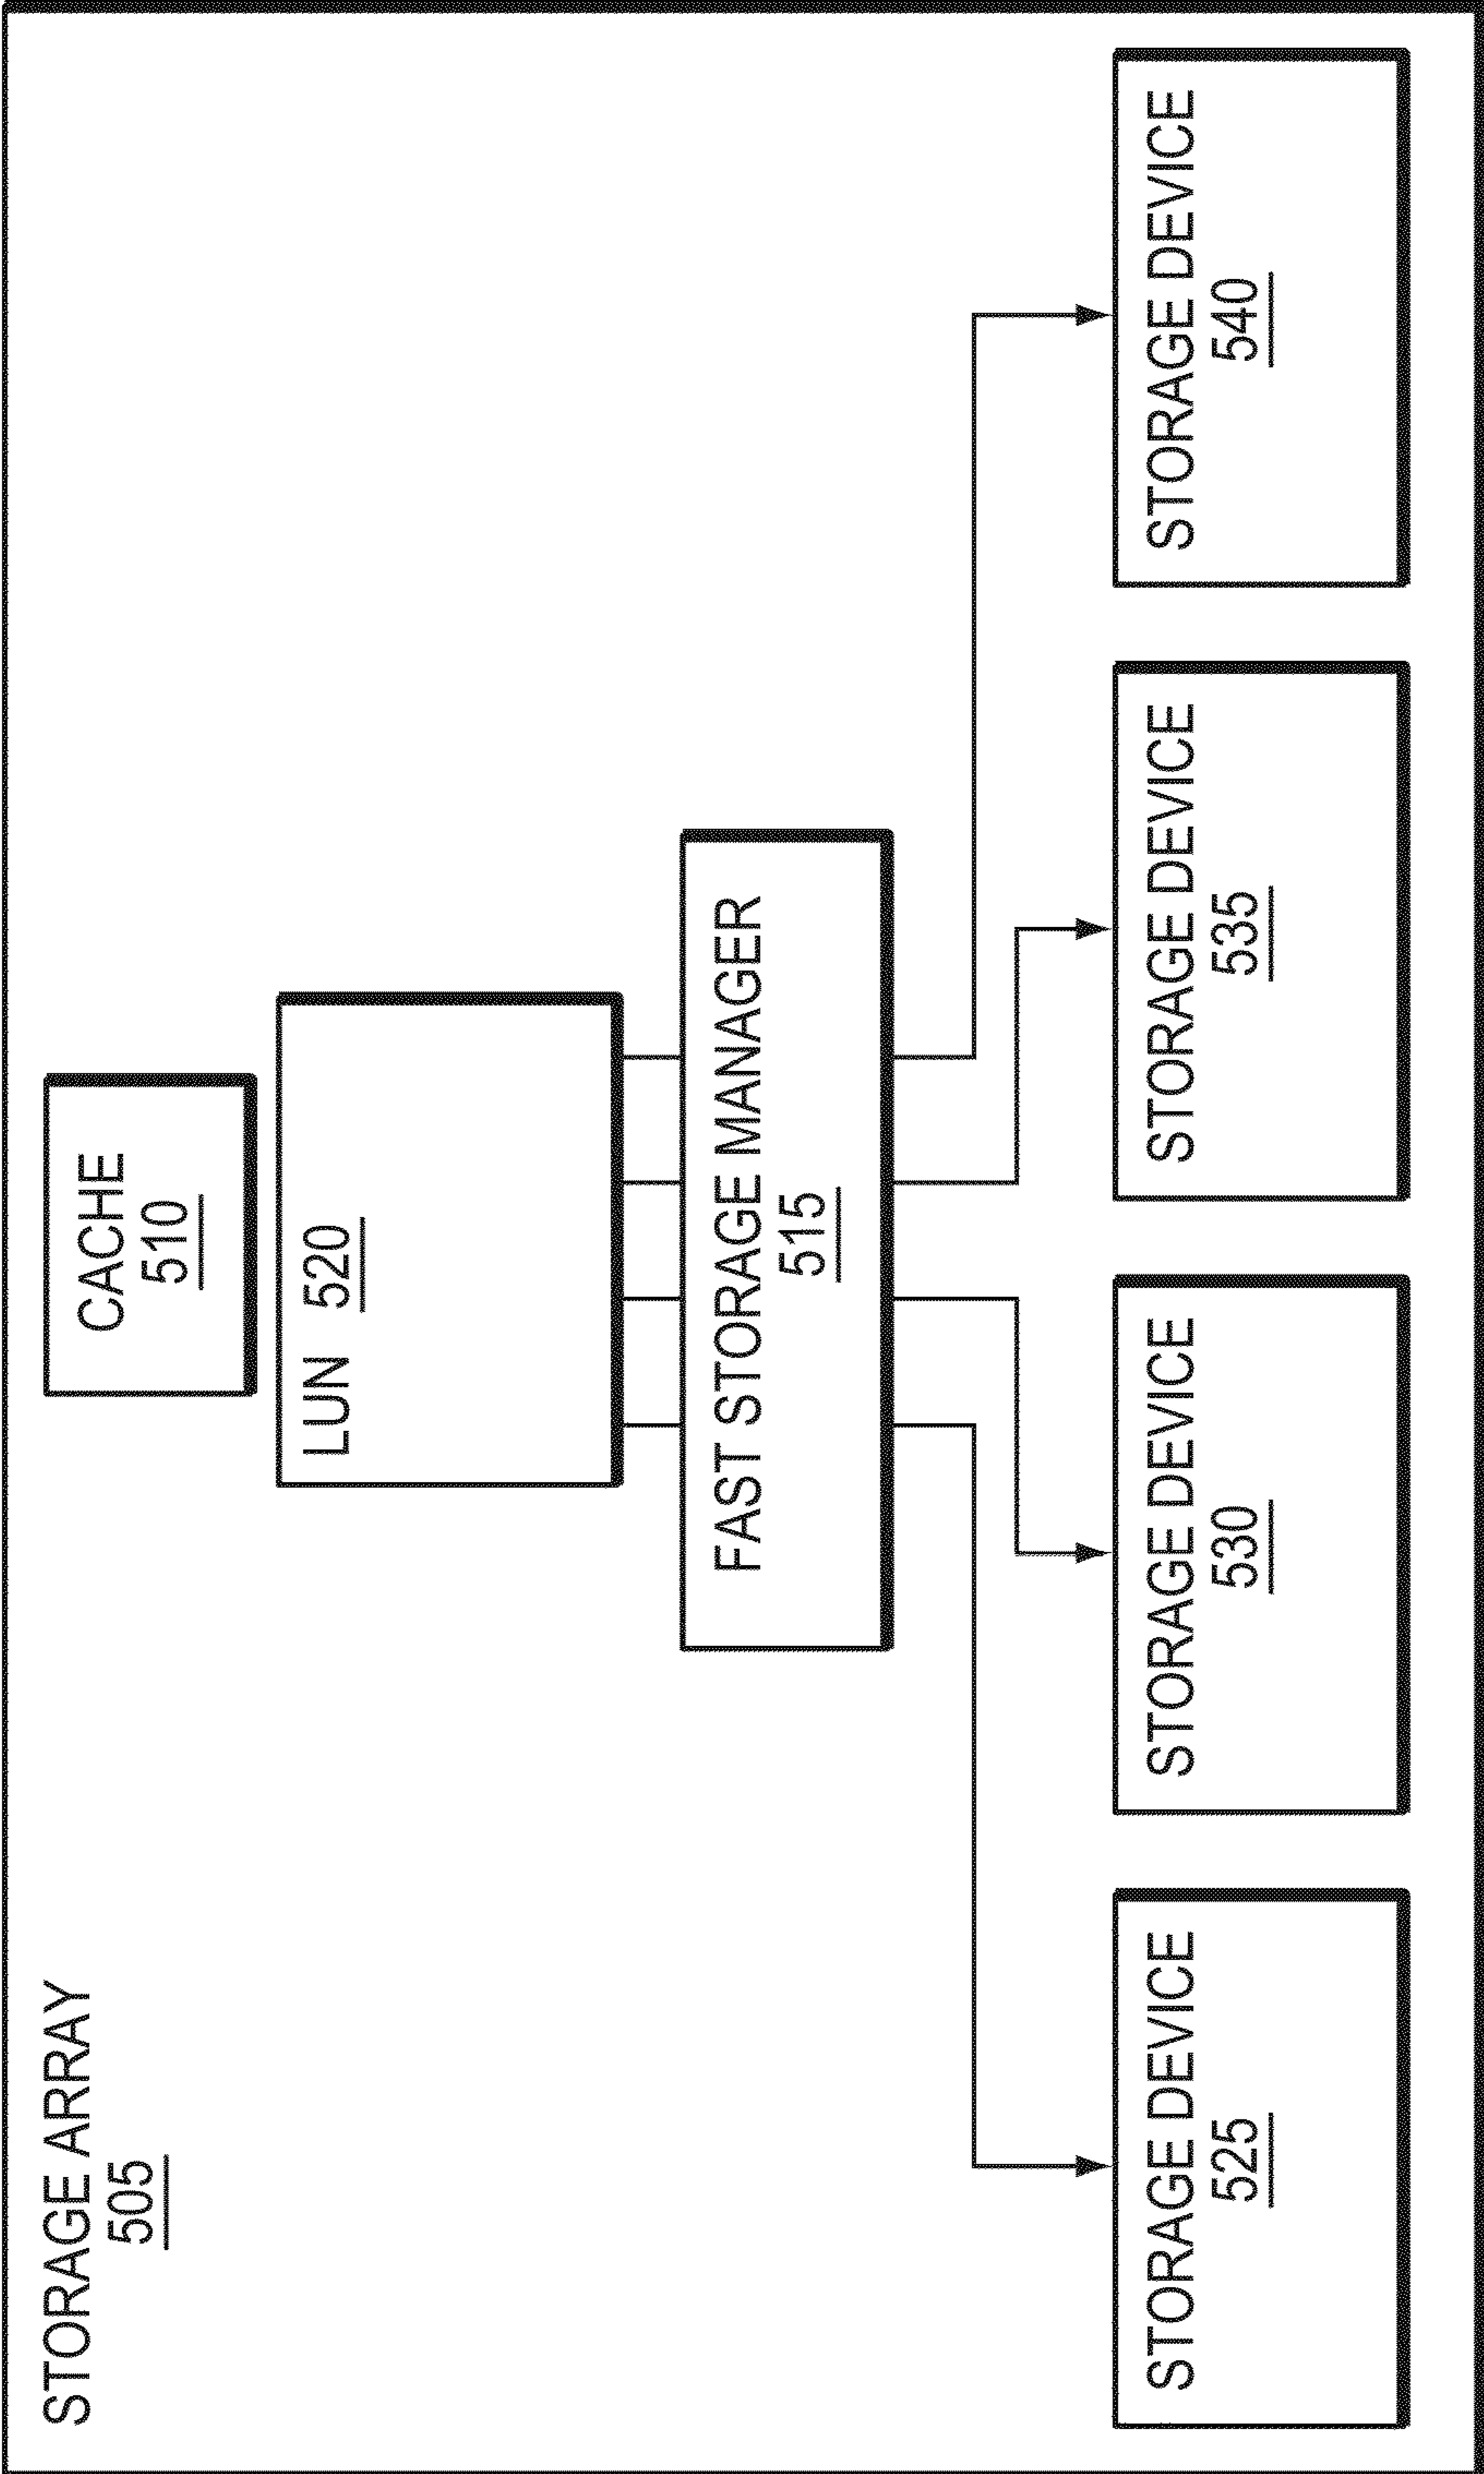 STORAGE ARRAY
505
CACHE
510
LUN 520
FAST STORAGE MANAGER
515
STORAGE DEVICE
525
STORAGE DEVICE
530
STORAGE DEVICE
535
STORAGE DEVICE
540